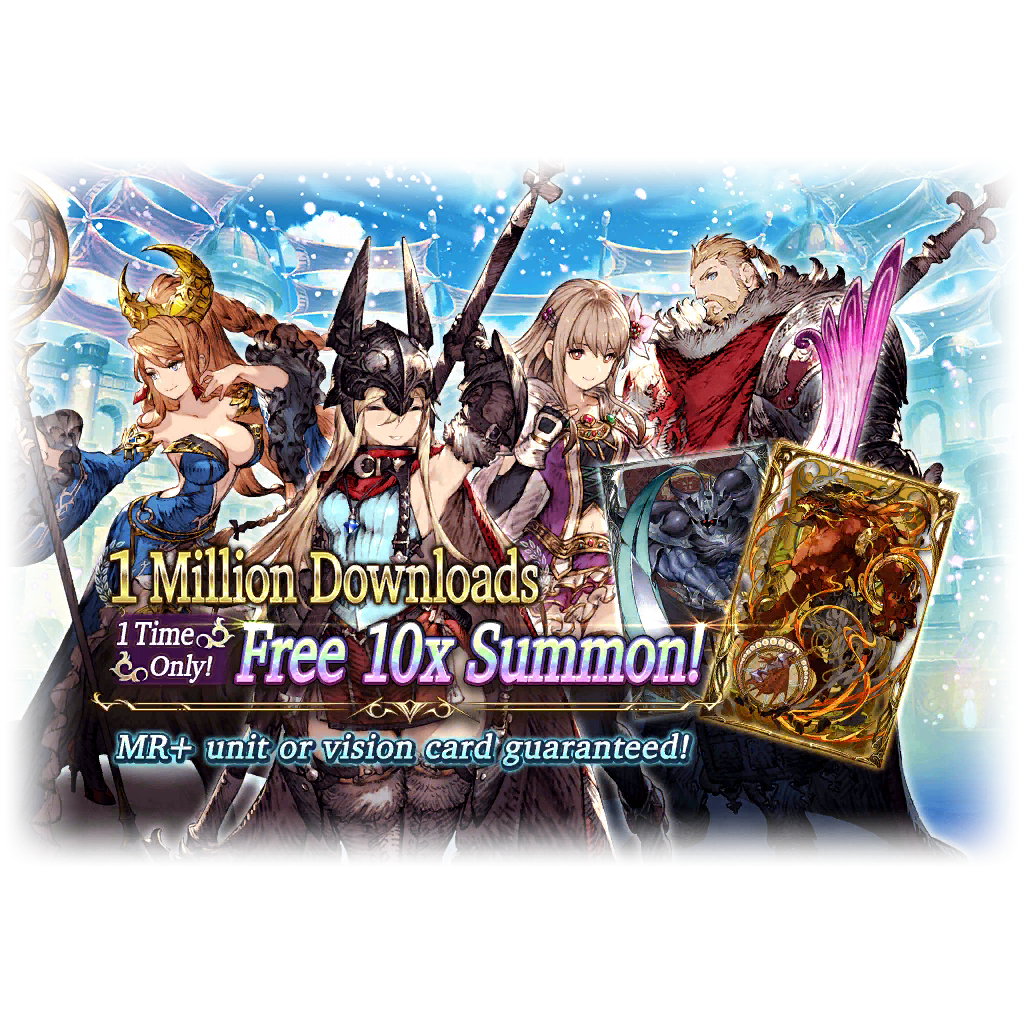 1 Million Downloads
1 Time
Only!
Free 10x Summon!
MR+ unit or vision card guaranteed!